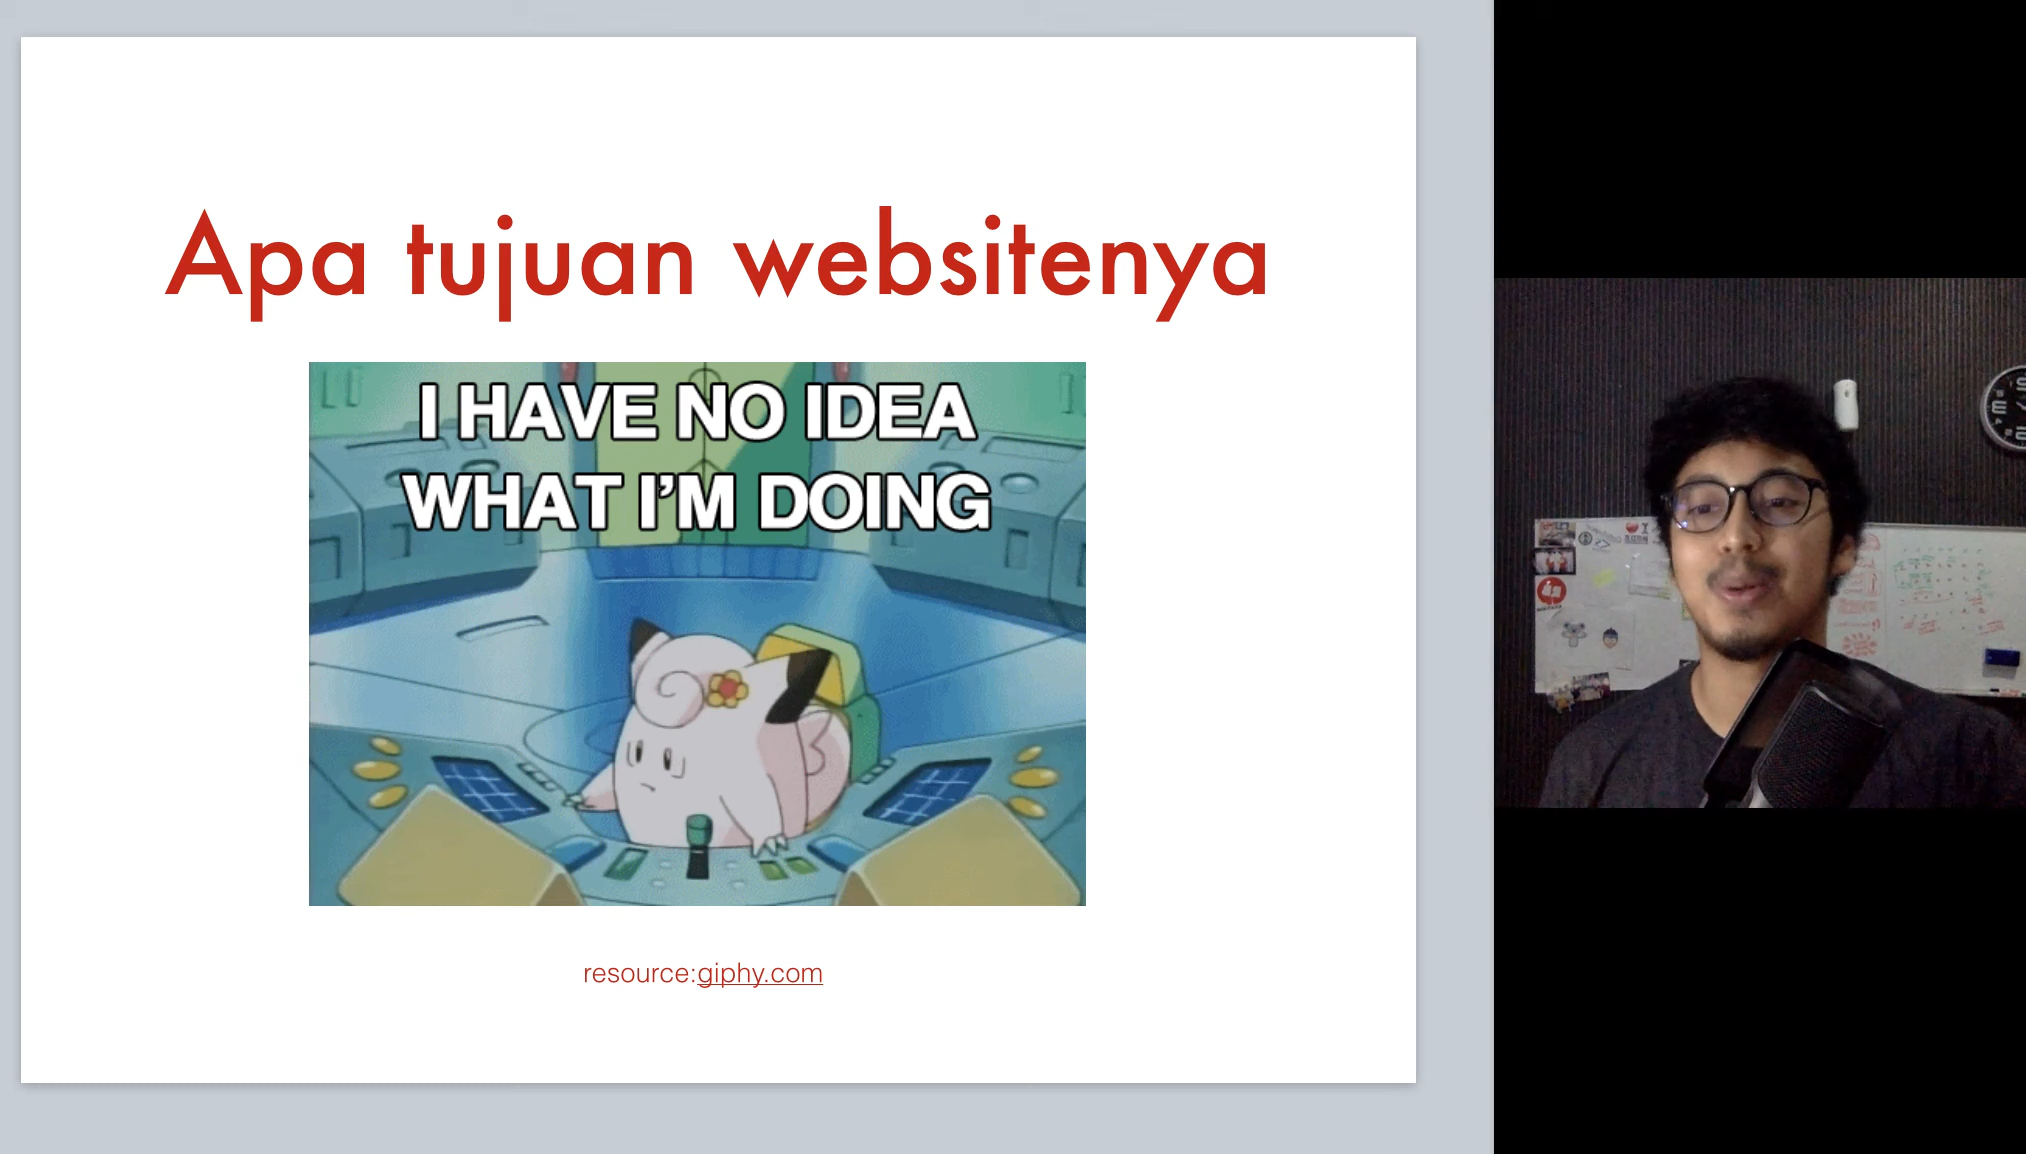 Apa tujuan websitenya
I HAVE NO IDEA
WHAT I'M DOING
resource:giphy.com